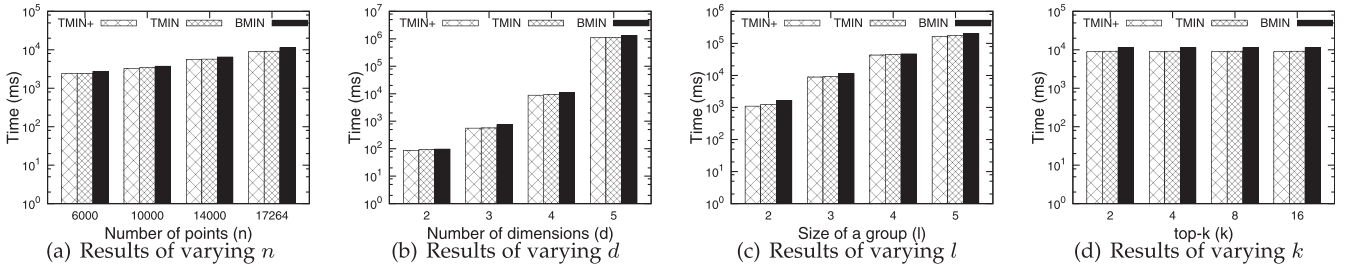 TMIN+ TMIN BMIN
10^5
10^4
10^3
10^2
10^1
10^0
Time (ms)
6000 10000 14000 17264
Number of points (n)
(a) Results of varying n
TMIN+ TMIN BMIN
10^7
10^6
10^5
10^4
10^3
10^2
10^1
10^0
Time (ms)
2 3 4 5
Number of dimensions (d)
(b) Results of varying d
TMIN+ TMIN BMIN
10^6
10^5
10^4
10^3
10^2
10^1
10^0
Time (ms)
2 3 4 5
Size of a group (l)
(c) Results of varying l
TMIN+ TMIN BMIN
10^5
10^4
10^3
10^2
10^1
10^0
Time (ms)
2 4 8 16
top-k (k)
(d) Results of varying k